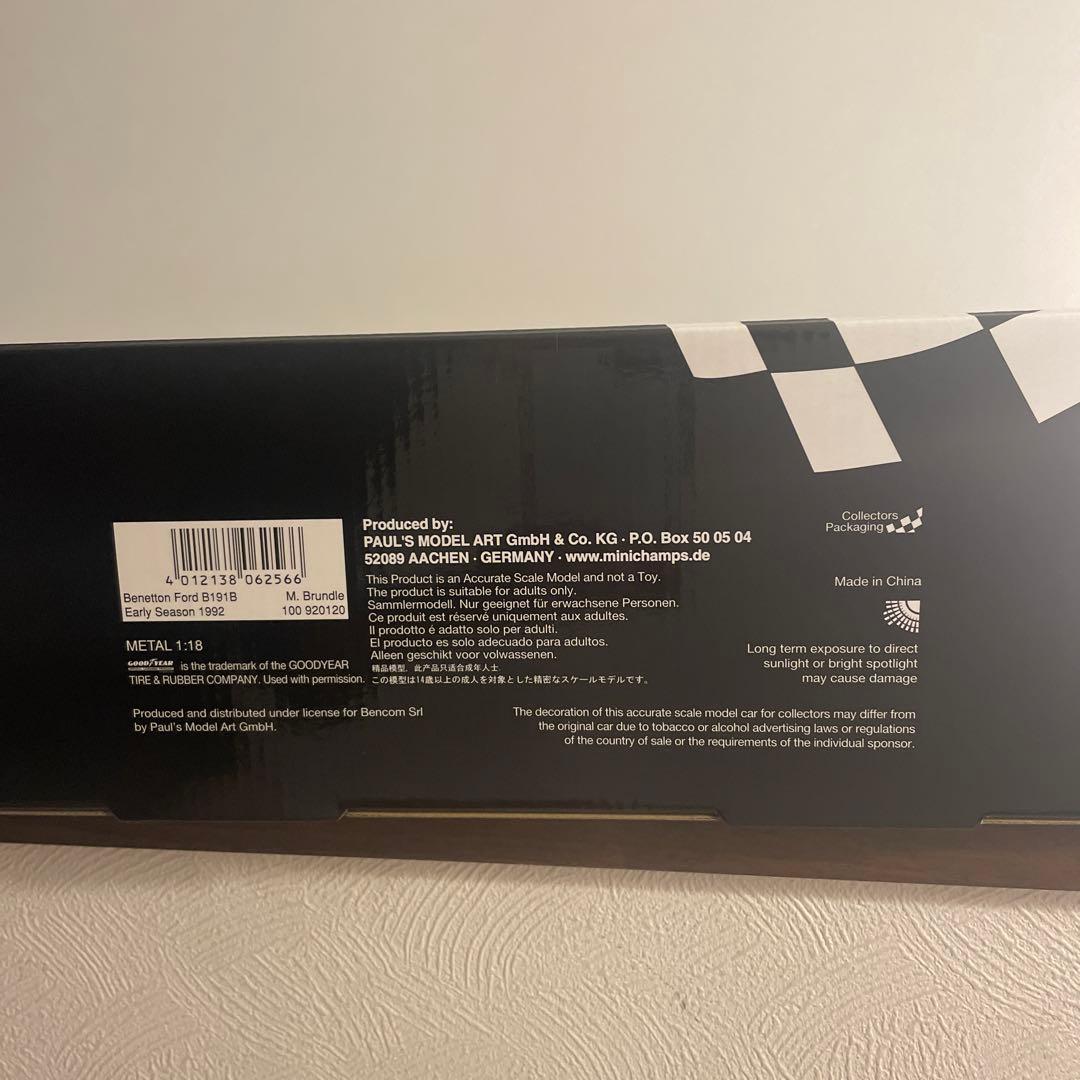 4 012138 062566
Benetton Ford B191B M. Brundle
Early Season 1992 100 920120
METAL 1:18
GOODYEAR is the trademark of the GOODYEAR
TIRE & RUBBER COMPANY. Used with permission.
Produced and distributed under license for Bencom Srl
by Paul's Model Art GmbH.
Produced by:
PAUL'S MODEL ART GmbH & Co. KG · P.O. Box 50 05 04
52089 AACHEN · GERMANY · www.minichamps.de
This Product is an Accurate Scale Model and not a Toy.
The product is suitable for adults only.
Sammlermodell. Nur geeignet für erwachsene Personen.
Ce produit est réservé uniquement aux adultes.
Il prodotto é adatto solo per adulti.
El producto es solo adecuado para adultos.
Alleen geschikt voor volwassenen.
精品模型. 此产品只适合成年人士.
この模型は14歳以上の成人を対象とした精密なスケールモデルです。
Collectors
Packaging
Made in China
Long term exposure to direct
sunlight or bright spotlight
may cause damage
The decoration of this accurate scale model car for collectors may differ from
the original car due to tobacco or alcohol advertising laws or regulations
of the country of sale or the requirements of the individual sponsor.